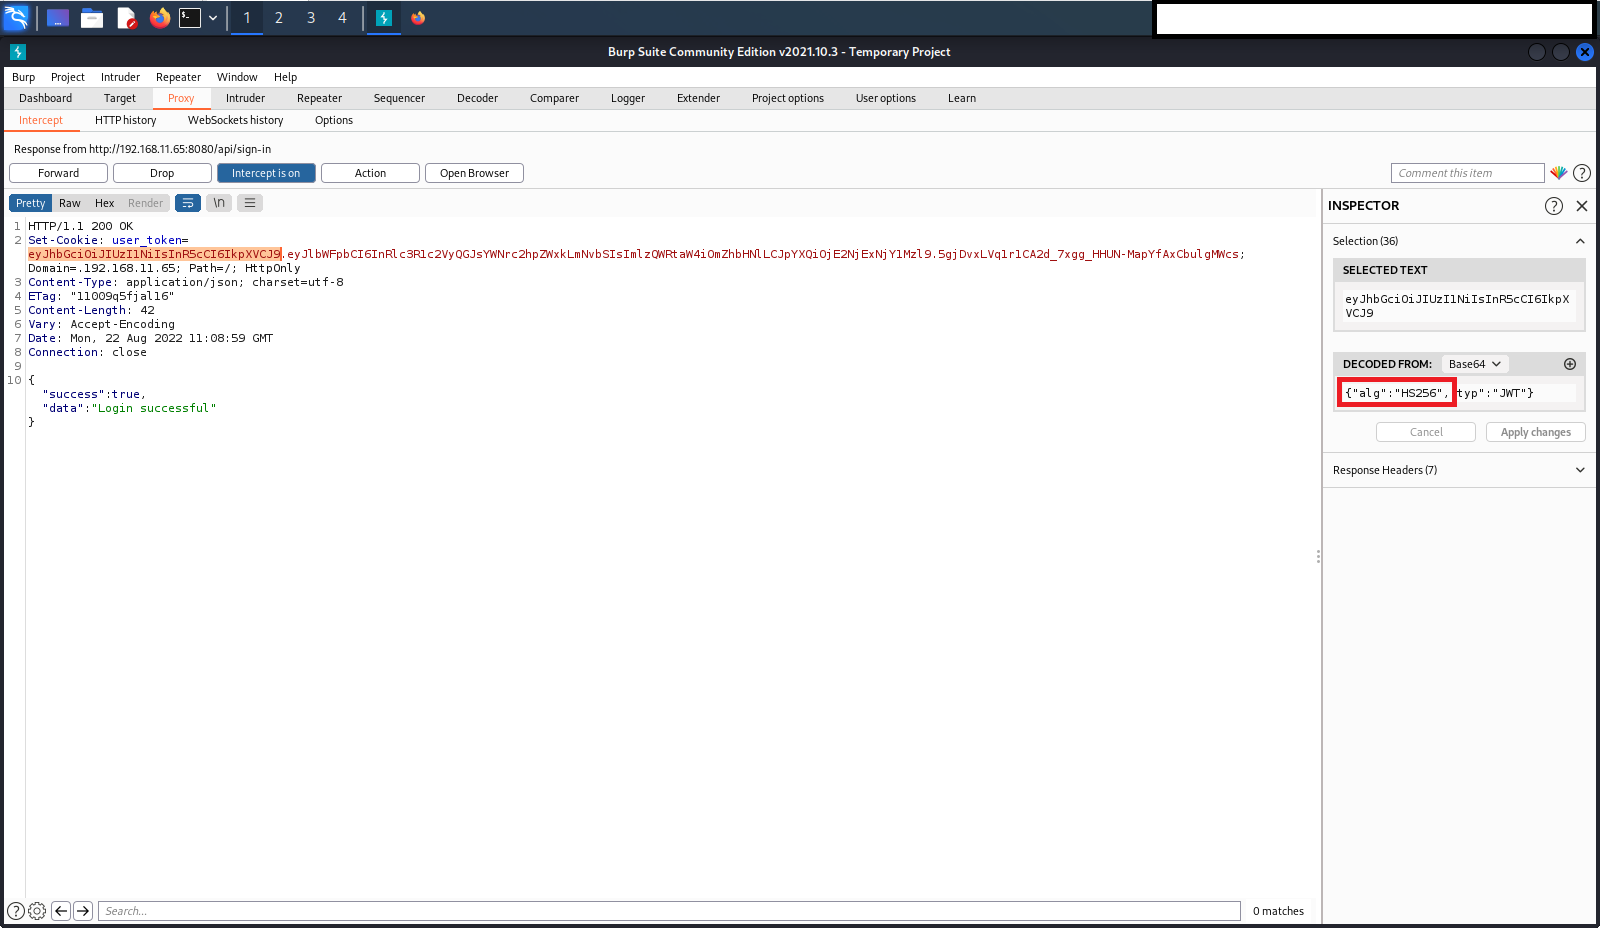 1 2 3 4
Burp Suite Community Edition v2021.10.3 - Temporary Project
Burp Project Intruder Repeater Window Help
Dashboard Target Proxy Intruder Repeater Sequencer Decoder Comparer Logger Extender Project options User options Learn
Intercept HTTP history WebSockets history Options
Response from http://192.168.11.65:8080/api/sign-in
Forward Drop Intercept is on Action Open Browser Comment this item
Pretty Raw Hex Render \n
1 HTTP/1.1 200 OK
2 Set-Cookie: user_token=
eyJhbGciOiJIUzI1NiIsInR5cCI6IkpXVCJ9.eyJlbWFpbCI6InRlc3R1c2VyQGJsYWNrc2hpZWxkLmNvbSIsImlzQWRtaW4iOmZhbHNlLCJpYXQiOjE2NjExNjY1Mzl9.5gjDvxLVq1r1CA2d_7xgg_HHUN-MapYfAxCbulgMWcs;
Domain=.192.168.11.65; Path=/; HttpOnly
3 Content-Type: application/json; charset=utf-8
4 ETag: "11009q5fjal16"
5 Content-Length: 42
6 Vary: Accept-Encoding
7 Date: Mon, 22 Aug 2022 11:08:59 GMT
8 Connection: close
9
10 {
"success":true,
"data":"Login successful"
}
Search... 0 matches
INSPECTOR
Selection (36)
SELECTED TEXT
eyJhbGciOiJIUzI1NiIsInR5cCI6IkpX
VCJ9
DECODED FROM: Base64
{"alg":"HS256", typ":"JWT"}
Cancel Apply changes
Response Headers (7)